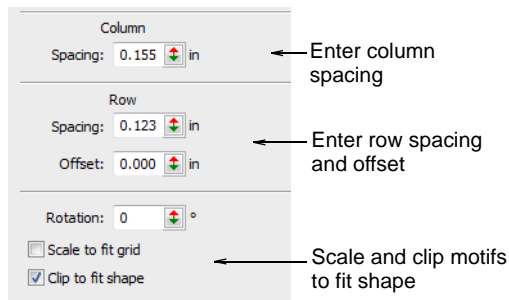 Column
Spacing: 0.155 in
Enter column
spacing
Row
Spacing: 0.123 in
Offset: 0.000 in
Enter row spacing
and offset
Rotation: 0 °
Scale to fit grid
Clip to fit shape
Scale and clip motifs
to fit shape